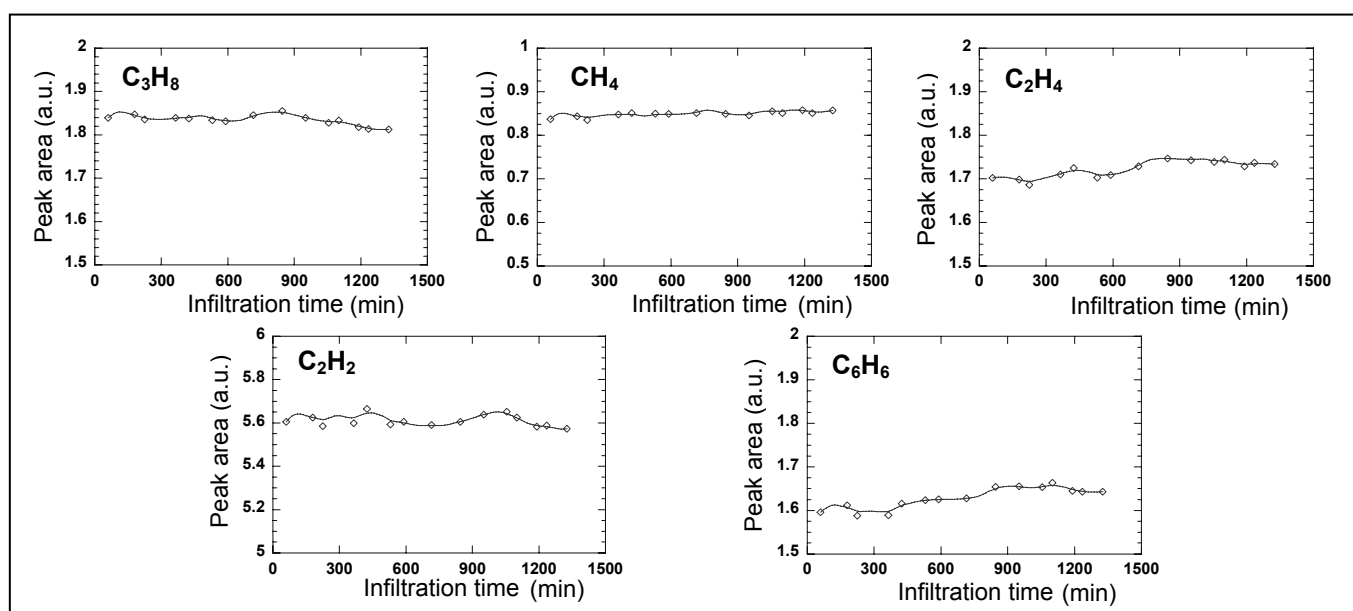 C3H8
Peak area (a.u.)
2
1.9
1.8
1.7
1.6
1.5
0 300 600 900 1200 1500
Infiltration time (min)
CH4
Peak area (a.u.)
1
0.9
0.8
0.7
0.6
0.5
0 300 600 900 1200 1500
Infiltration time (min)
C2H4
Peak area (a.u.)
2
1.9
1.8
1.7
1.6
1.5
0 300 600 900 1200 1500
Infiltration time (min)
C2H2
Peak area (a.u.)
6
5.8
5.6
5.4
5.2
5
0 300 600 900 1200 1500
Infiltration time (min)
C6H6
Peak area (a.u.)
2
1.9
1.8
1.7
1.6
1.5
0 300 600 900 1200 1500
Infiltration time (min)